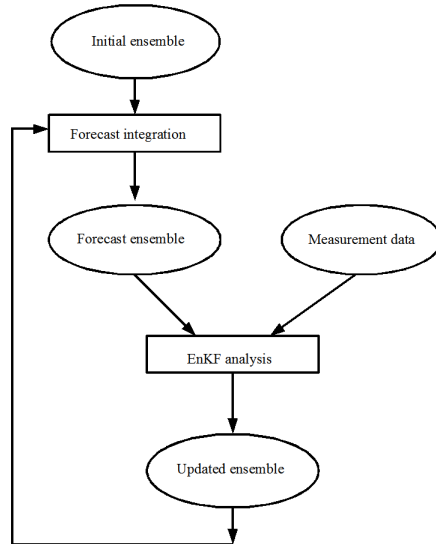 Initial ensemble
Forecast integration
Forecast ensemble
Measurement data
EnKF analysis
Updated ensemble